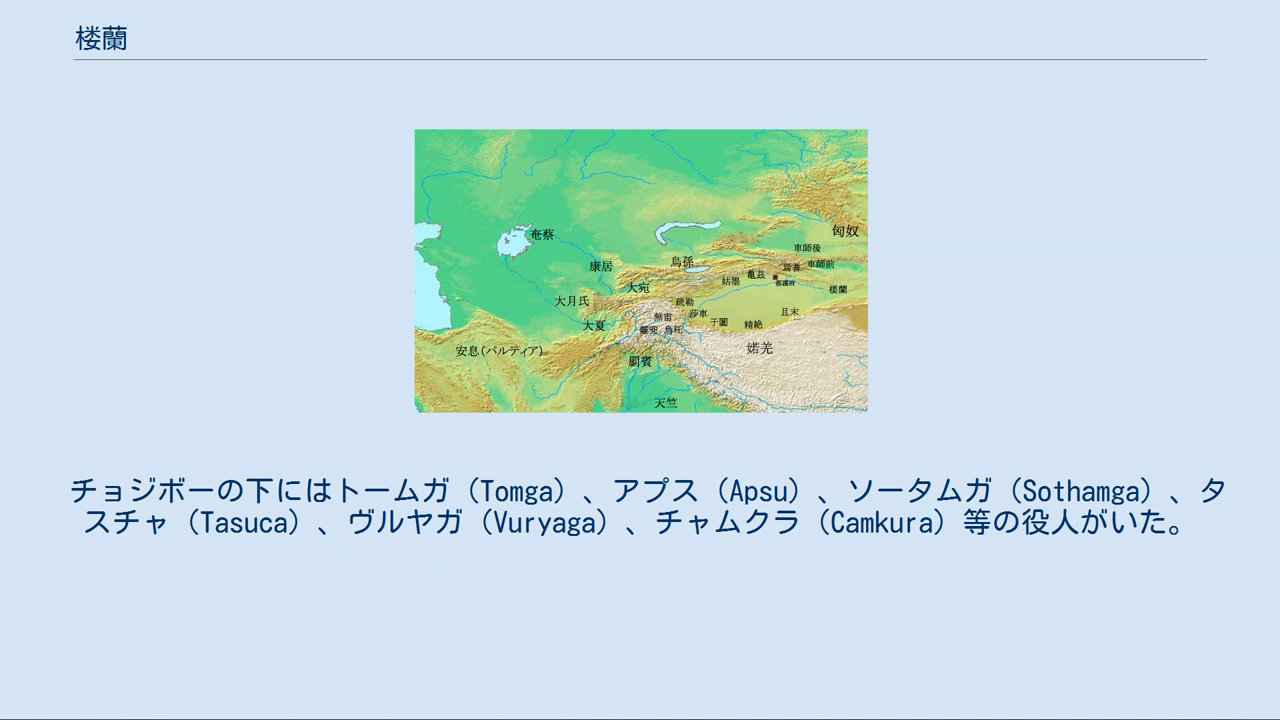 楼蘭
奄蔡
匈奴
車師後
康居
烏孫
焉耆
車師前
亀茲
姑墨
都護府
大宛
楼蘭
大月氏
疏勒
莎車
且末
無雷
于闐
精絶
大夏
烏秅
安息(パルティア)
婼羌
罽賓
天竺
チョジボーの下にはトームガ（Tomga）、アプス（Apsu）、ソータムガ（Sothamga）、タ
スチャ（Tasuca）、ヴルヤガ（Vuryaga）、チャムクラ（Camkura）等の役人がいた。